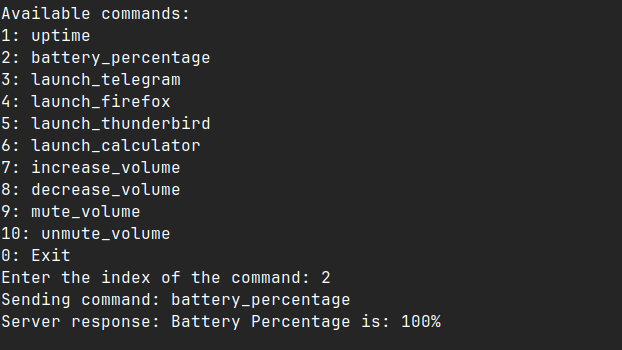 Available commands:
1: uptime
2: battery_percentage
3: launch_telegram
4: launch_firefox
5: launch_thunderbird
6: launch_calculator
7: increase_volume
8: decrease_volume
9: mute_volume
10: unmute_volume
0: Exit
Enter the index of the command: 2
Sending command: battery_percentage
Server response: Battery Percentage is: 100%